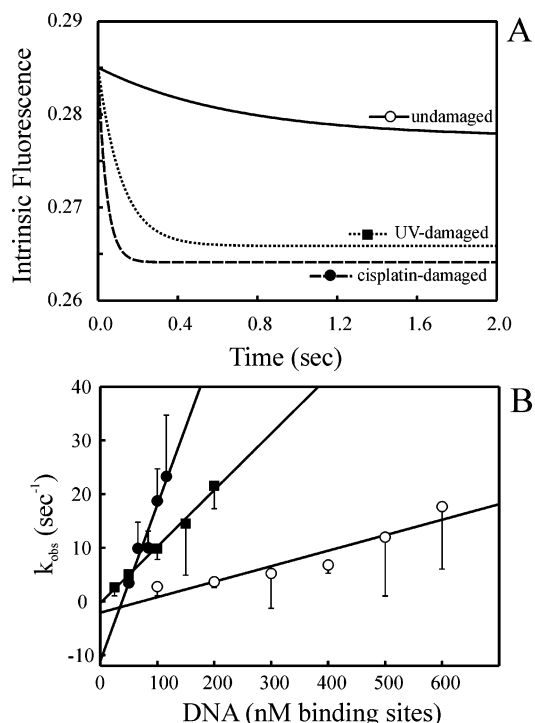 A
0.29
0.28
0.27
0.26
Intrinsic Fluorescence
undamaged
UV-damaged
cisplatin-damaged
0.0 0.4 0.8 1.2 1.6 2.0
Time (sec)
B
40
30
20
10
0
-10
kobs (sec-1)
0 100 200 300 400 500 600
DNA (nM binding sites)